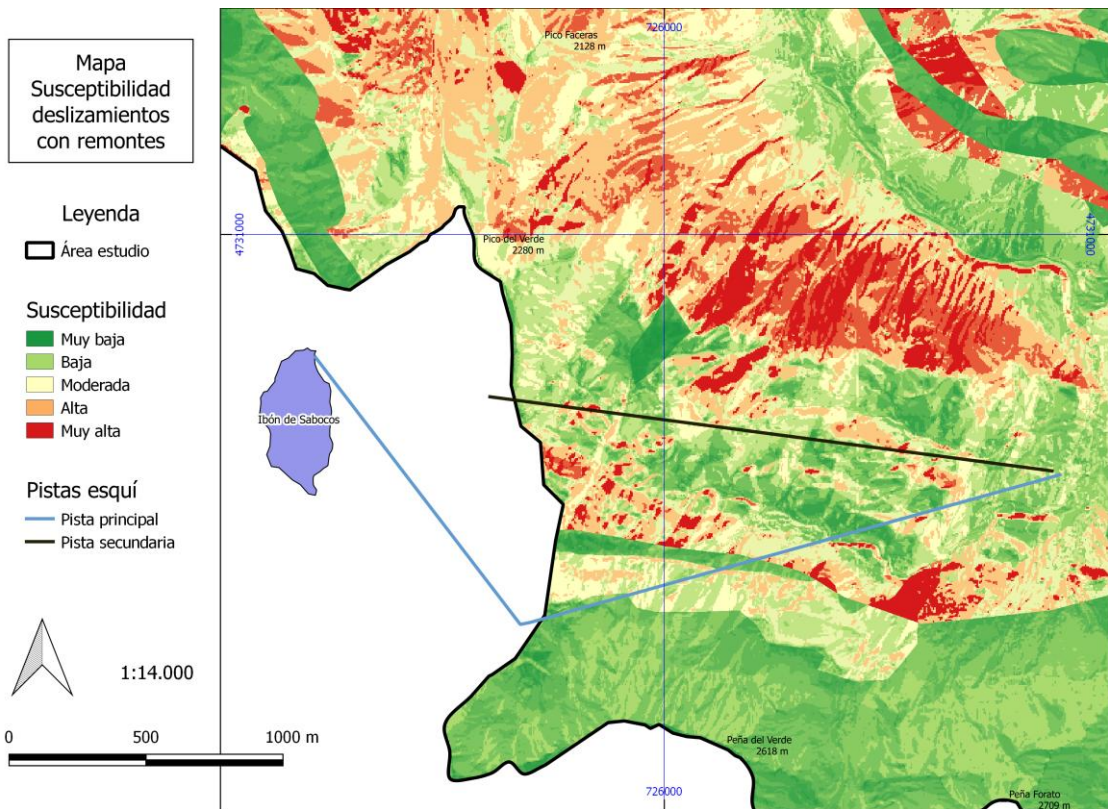 Mapa
Susceptibilidad
deslizamientos
con remontes
Leyenda
Área estudio
Susceptibilidad
Muy baja
Baja
Moderada
Alta
Muy alta
Pistas esquí
Pista principal
Pista secundaria
1:14.000
0 500 1000 m
Pico Faceras
2128 m
726000
4731000
4731000
Pico del Verde
2280 m
Ibón de Sabocos
Peña del Verde
2618 m
726000
Peña Forato
2709 m